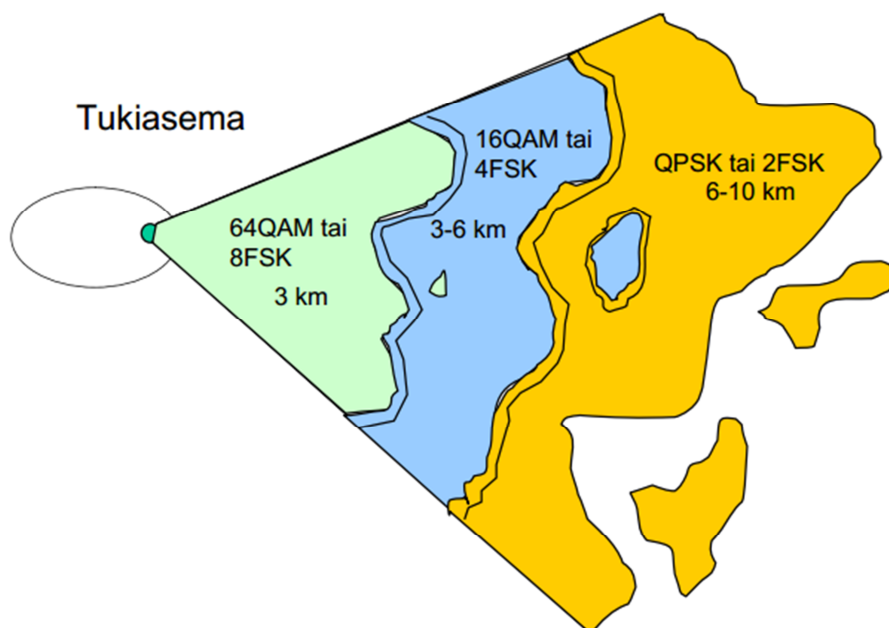 Tukiasema
64QAM tai
8FSK
3 km
16QAM tai
4FSK
3-6 km
QPSK tai 2FSK
6-10 km